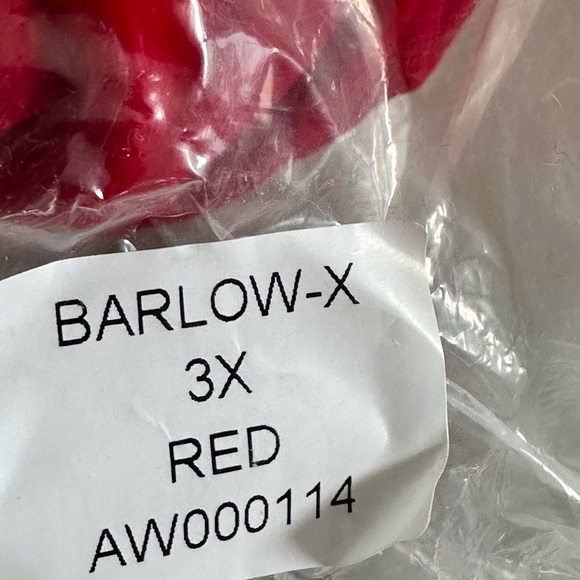 BARLOW-X
3X
RED
AW000114